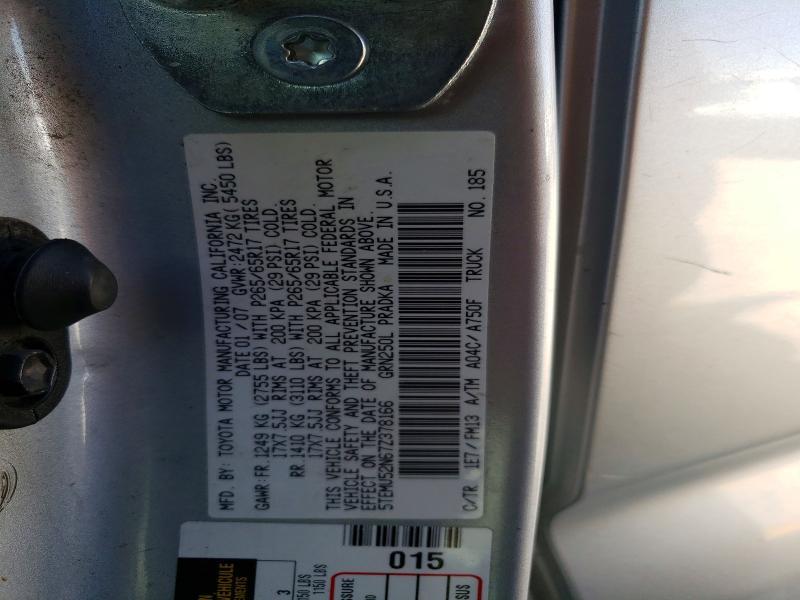 MFD. BY: TOYOTA MOTOR MANUFACTURING CALIFORNIA INC.
DATE 01/07 GVWR:2472 KG( 5450 LBS)
GAWR:FR.1249 KG (2755 LBS) WITH P265/65R17 TIRES
17X7.5JJ RIMS AT 200 KPA (29 PSI) COLD.
RR.1410 KG (3110 LBS) WITH P265/65R17 TIRES
17X7.5JJ RIMS AT 200 KPA (29 PSI) COLD.
THIS VEHICLE CONFORMS TO ALL APPLICABLE FEDERAL MOTOR
VEHICLE SAFETY AND THEFT PREVENTION STANDARDS IN
EFFECT ON THE DATE OF MANUFACTURE SHOWN ABOVE.
5TEMU52N67Z378166 GRN250L PRADKA MADE IN U.S.A.
C/TR 1E7/FM13 A/TM A04C/A750F TRUCK NO. 185
015
VEHICULE
3
1150 LBS